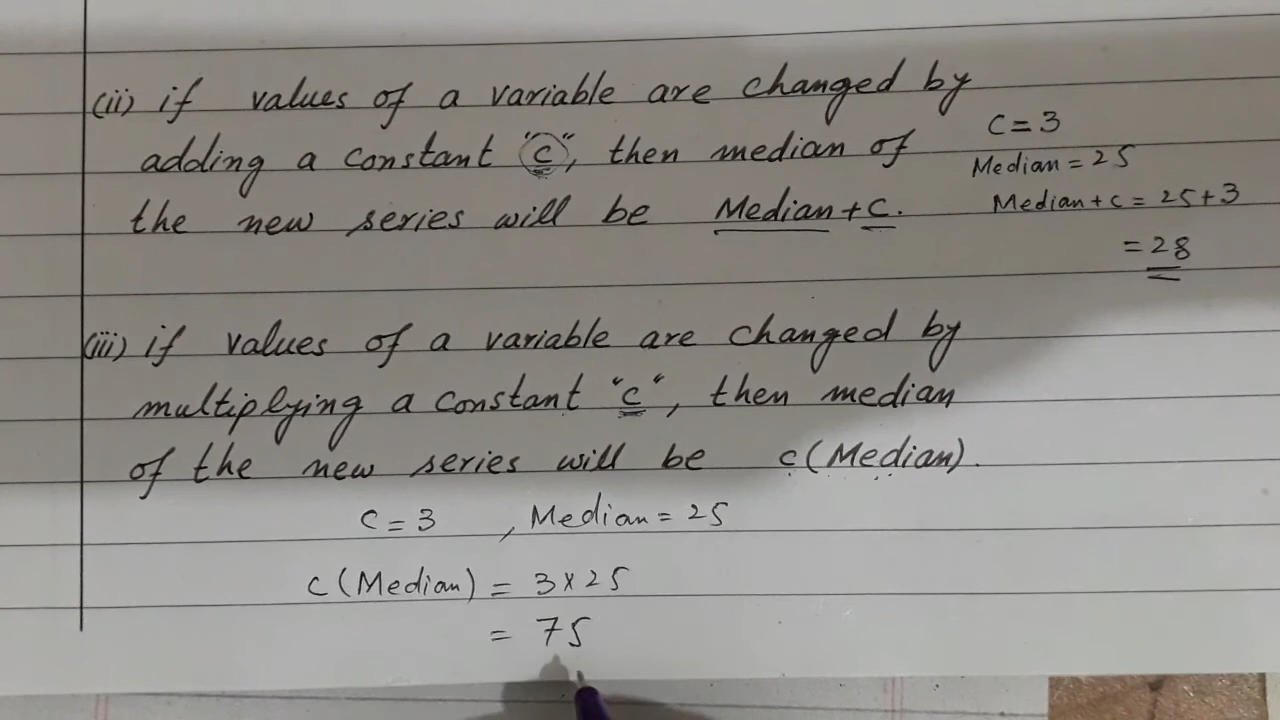 (ii) if values of a variable are changed by
adding a constant "c", then median of
the new series will be Median+c.
c=3
Median=25
Median+c=25+3
=28
(iii) if values of a variable are changed by
multiplying a constant "c", then median
of the new series will be c(Median).
c=3 , Median=25
c(Median) = 3×25
= 75